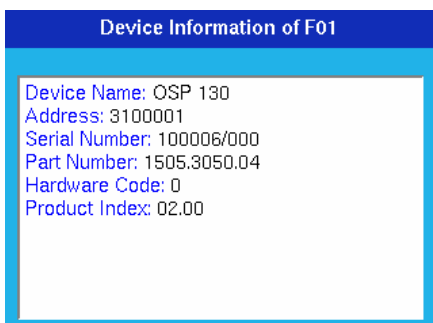 Device Information of F01
Device Name: OSP 130
Address: 3100001
Serial Number: 100006/000
Part Number: 1505.3050.04
Hardware Code: 0
Product Index: 02.00